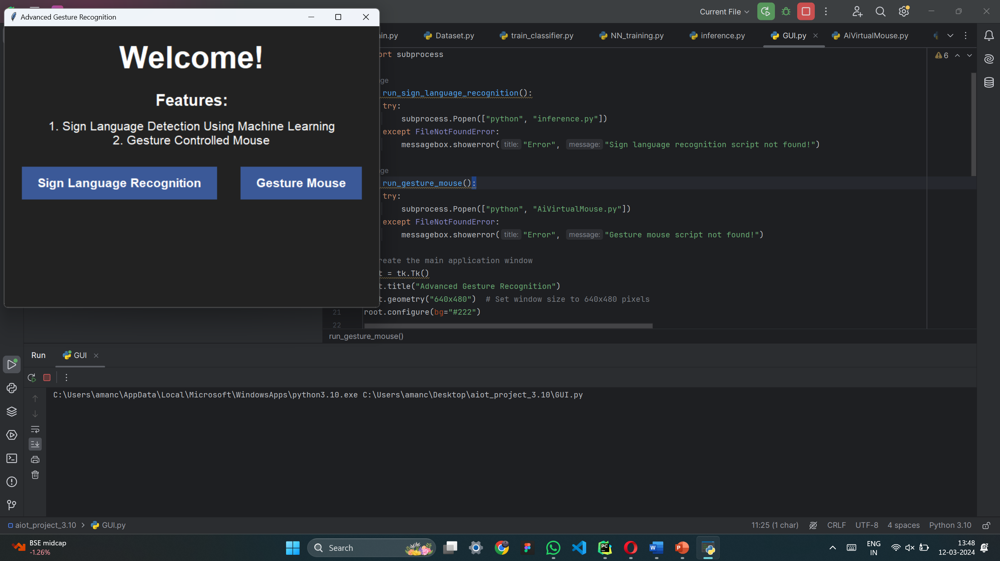 Advanced Gesture Recognition
Current File
Welcome!
Features:
1. Sign Language Detection Using Machine Learning
2. Gesture Controlled Mouse
Sign Language Recognition
Gesture Mouse
in.py
Dataset.py
train_classifier.py
NN_training.py
inference.py
GUI.py
AiVirtualMouse.py
6
ort subprocess
ge
run_sign_language_recognition():
try:
subprocess.Popen(["python", "inference.py"])
except FileNotFoundError:
messagebox.showerror( title: "Error", message: "Sign language recognition script not found!")
ge
run_gesture_mouse():
try:
subprocess.Popen(["python", "AiVirtualMouse.py"])
except FileNotFoundError:
messagebox.showerror( title: "Error", message: "Gesture mouse script not found!")
reate the main application window
t = tk.Tk()
t.title("Advanced Gesture Recognition")
t.geometry("640x480")  # Set window size to 640x480 pixels
21 root.configure(bg="#222")
22
run_gesture_mouse()
Run
GUI
C:\Users\amanc\AppData\Local\Microsoft\WindowsApps\python3.10.exe C:\Users\amanc\Desktop\aiot_project_3.10\GUI.py
aiot_project_3.10 > GUI.py
11:25 (1 char)
CRLF
UTF-8
4 spaces
Python 3.10
BSE midcap
-1.26%
Search
ENG
IN
13:48
12-03-2024